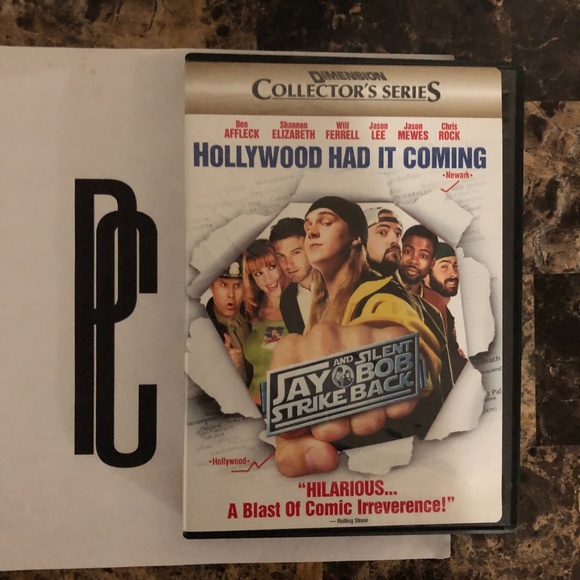 PC
DIMENSION
COLLECTOR'S SERIES
Ben AFFLECK Shannon ELIZABETH Will FERRELL Jason LEE Jason MEWES Chris ROCK
HOLLYWOOD HAD IT COMING
•Newark•
JAY AND SILENT BOB
STRIKE BACK
•Hollywood•
"HILARIOUS...
A Blast Of Comic Irreverence!"
— Rolling Stone